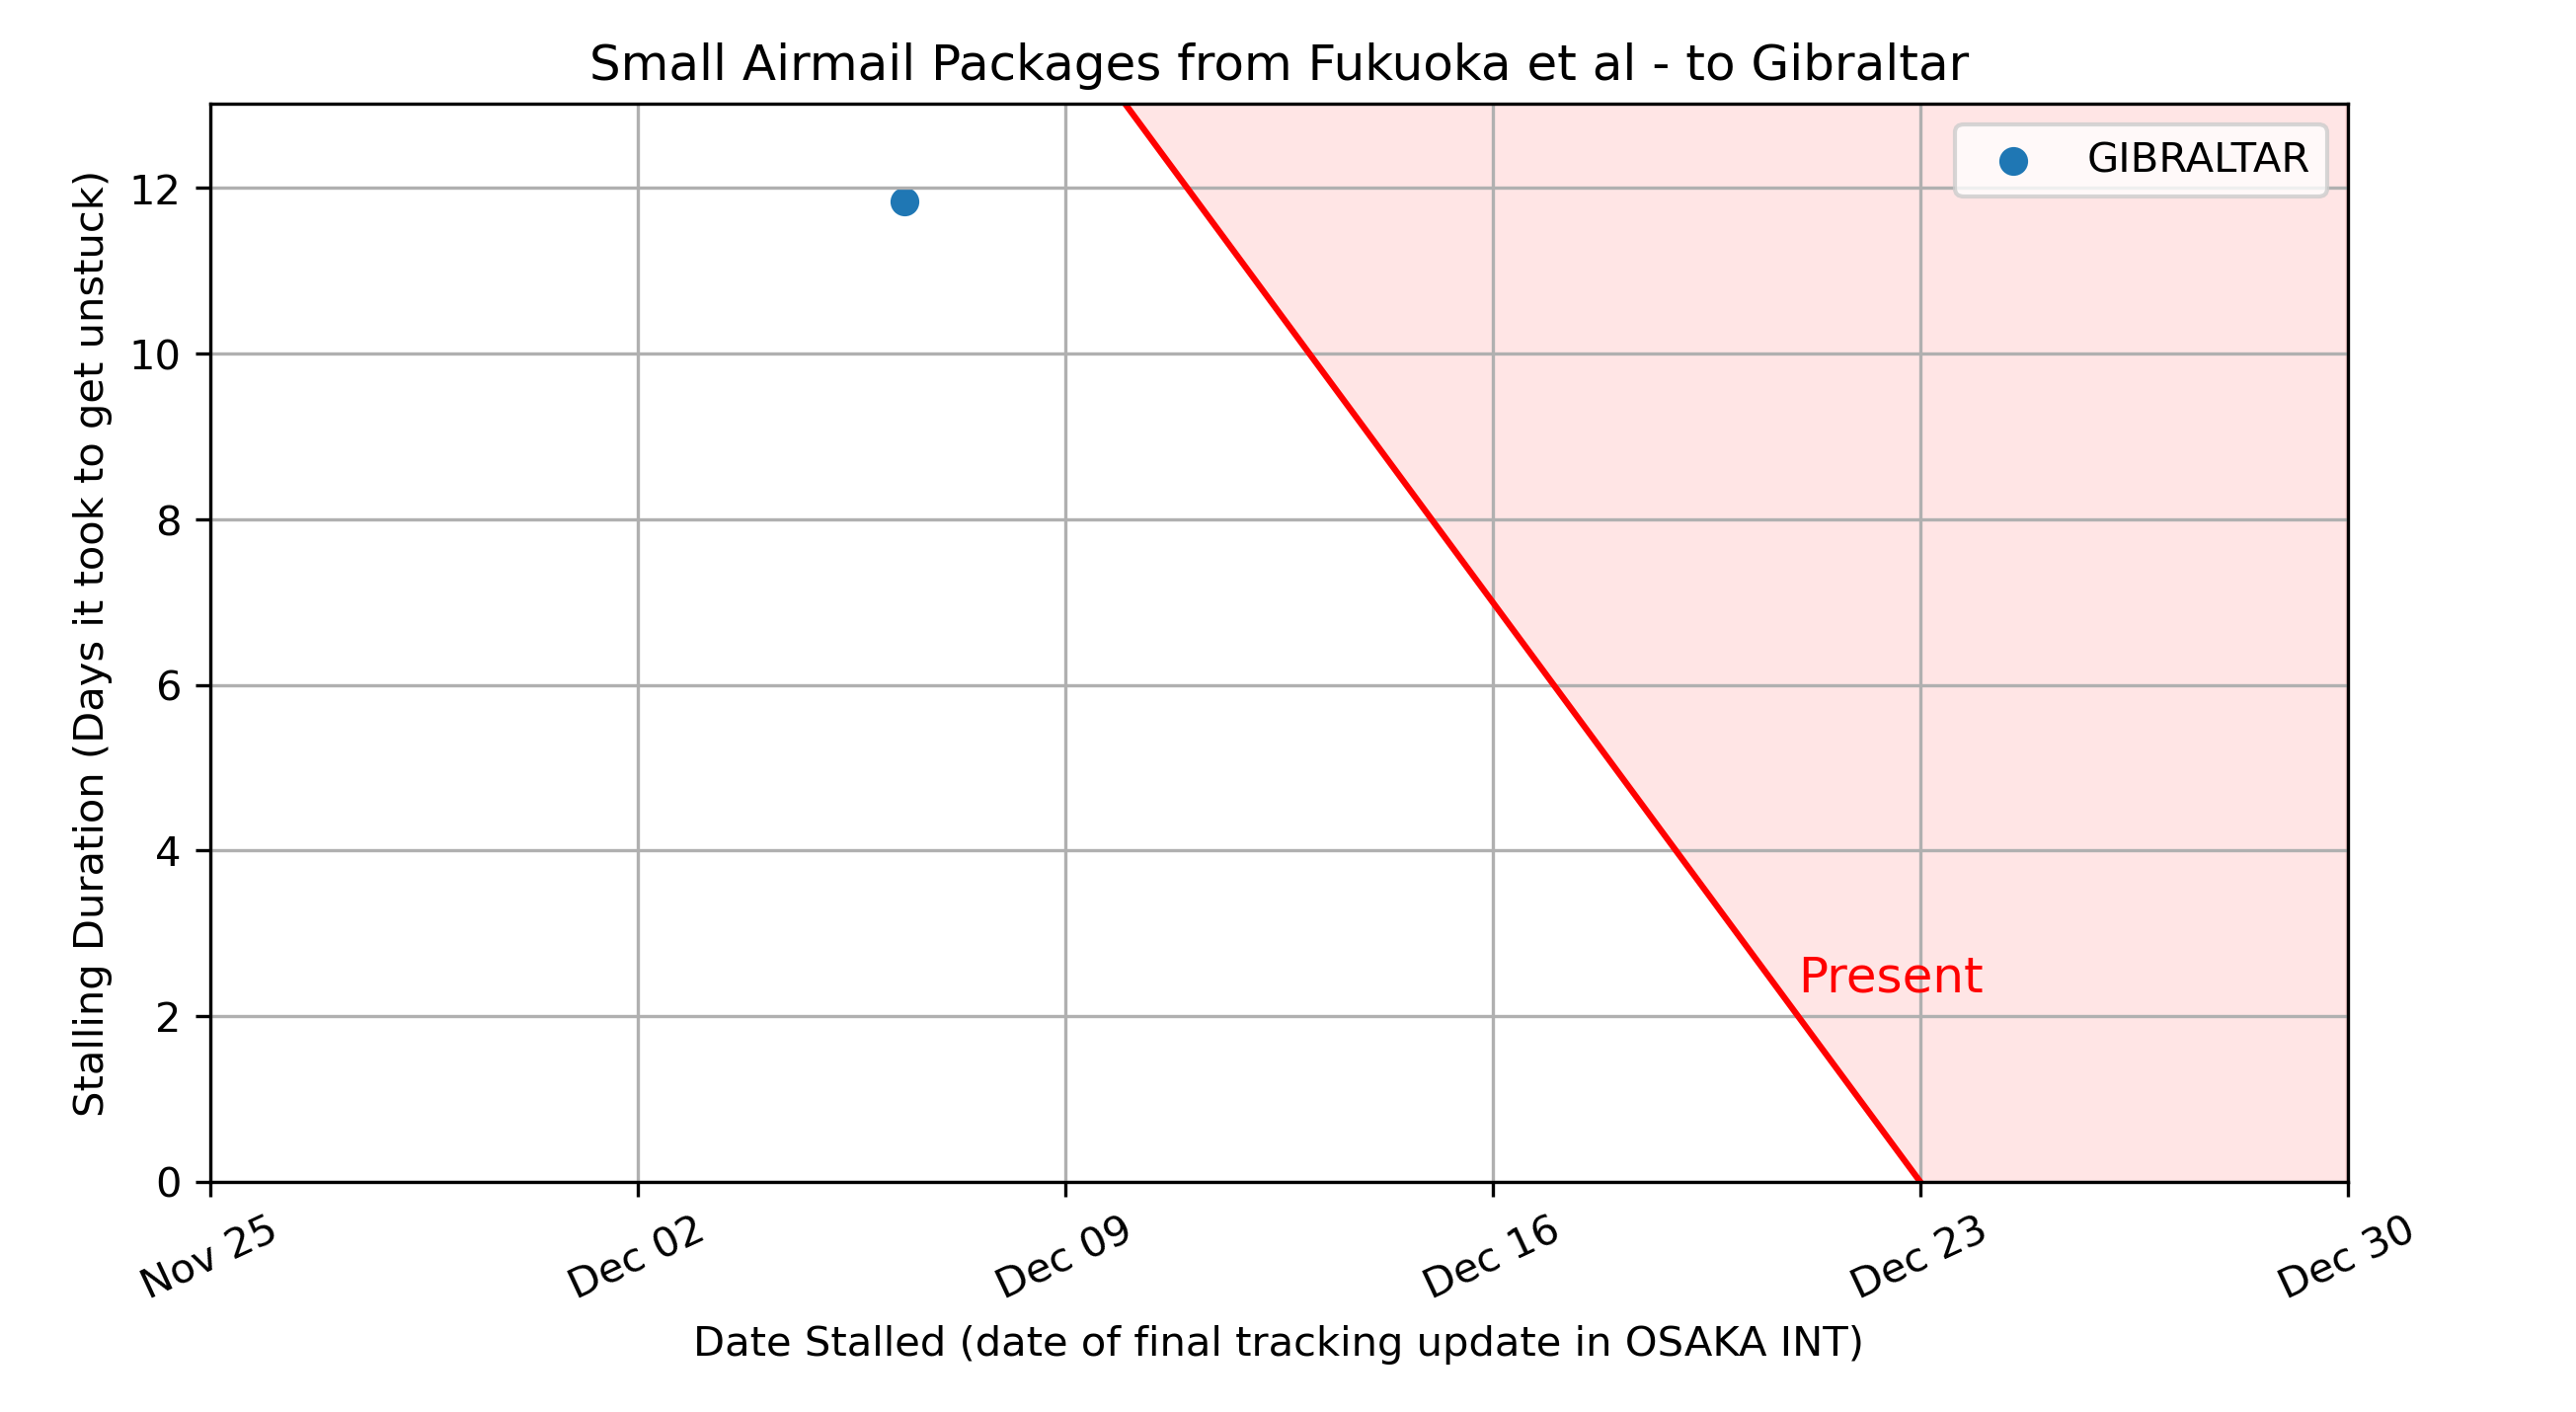 Small Airmail Packages from Fukuoka et al - to Gibraltar
GIBRALTAR
Stalling Duration (Days it took to get unstuck)
12
10
8
6
4
2
0
Present
Nov 25
Dec 02
Dec 09
Dec 16
Dec 23
Dec 30
Date Stalled (date of final tracking update in OSAKA INT)